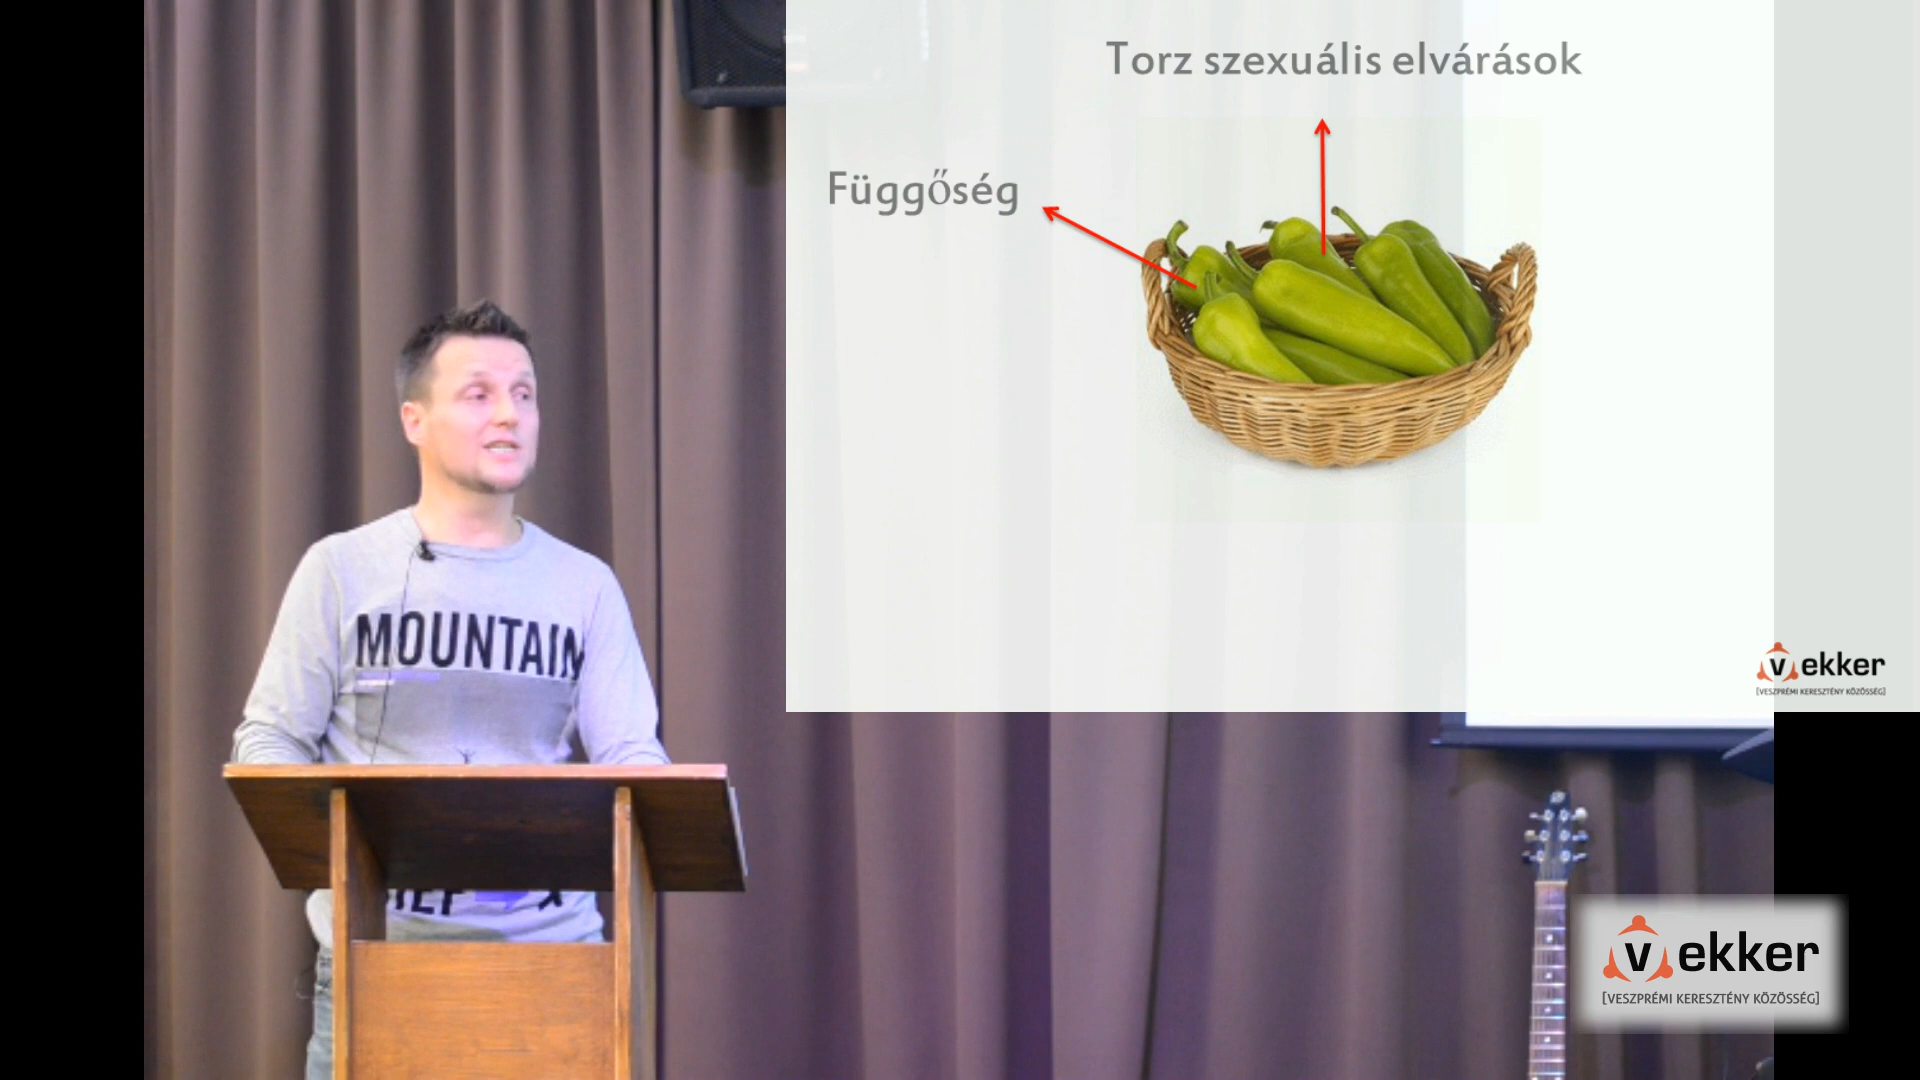 Torz szexuális elvárások
Függőség
MOUNTAIN
vekker
[VESZPRÉMI KERESZTÉNY KÖZÖSSÉG]
vekker
[VESZPRÉMI KERESZTÉNY KÖZÖSSÉG]